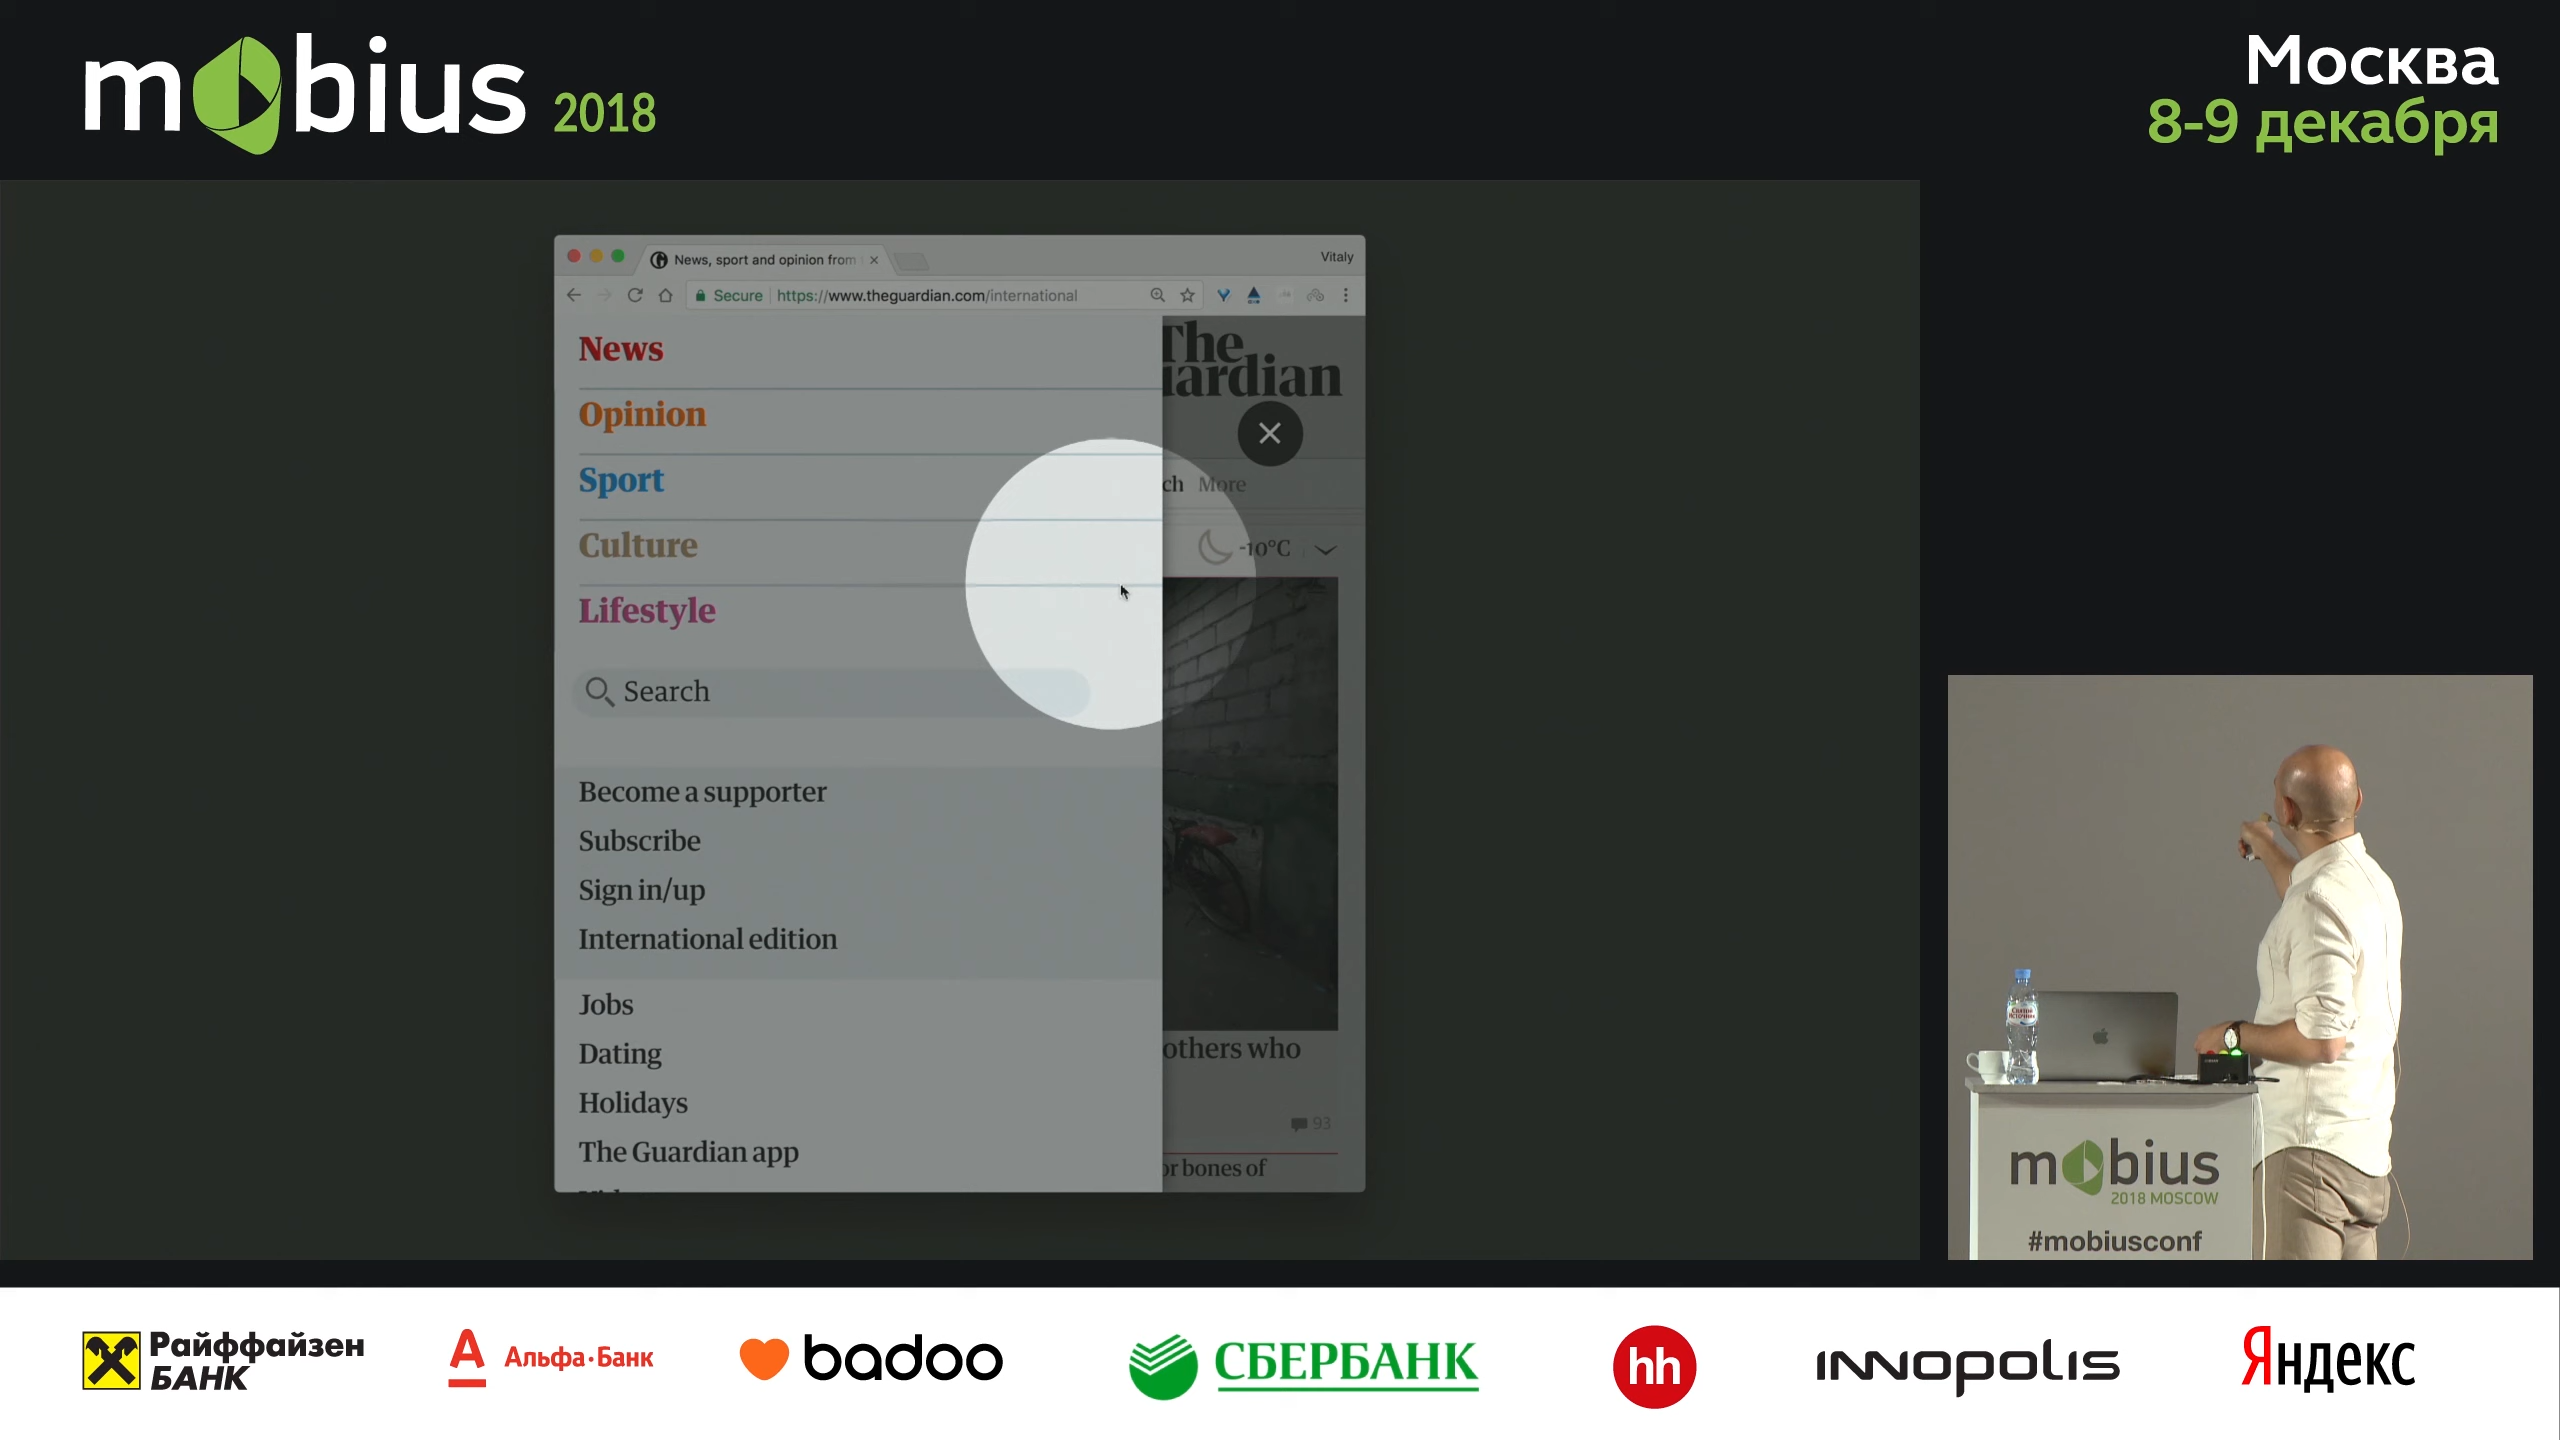 mobius 2018
Москва
8-9 декабря
News, sport and opinion from
Vitaly
Secure
https://www.theguardian.com/international
News
Opinion
Sport
Culture
Lifestyle
Search
Become a supporter
Subscribe
Sign in/up
International edition
Jobs
Dating
Holidays
The Guardian app
The
ardian
ch More
-10°C
others who
93
or bones of
mobius
2018 MOSCOW
#mobiusconf
Райффайзен
БАНК
Альфа·Банк
badoo
СБЕРБАНК
hh
INNOPOLIS
Яндекс